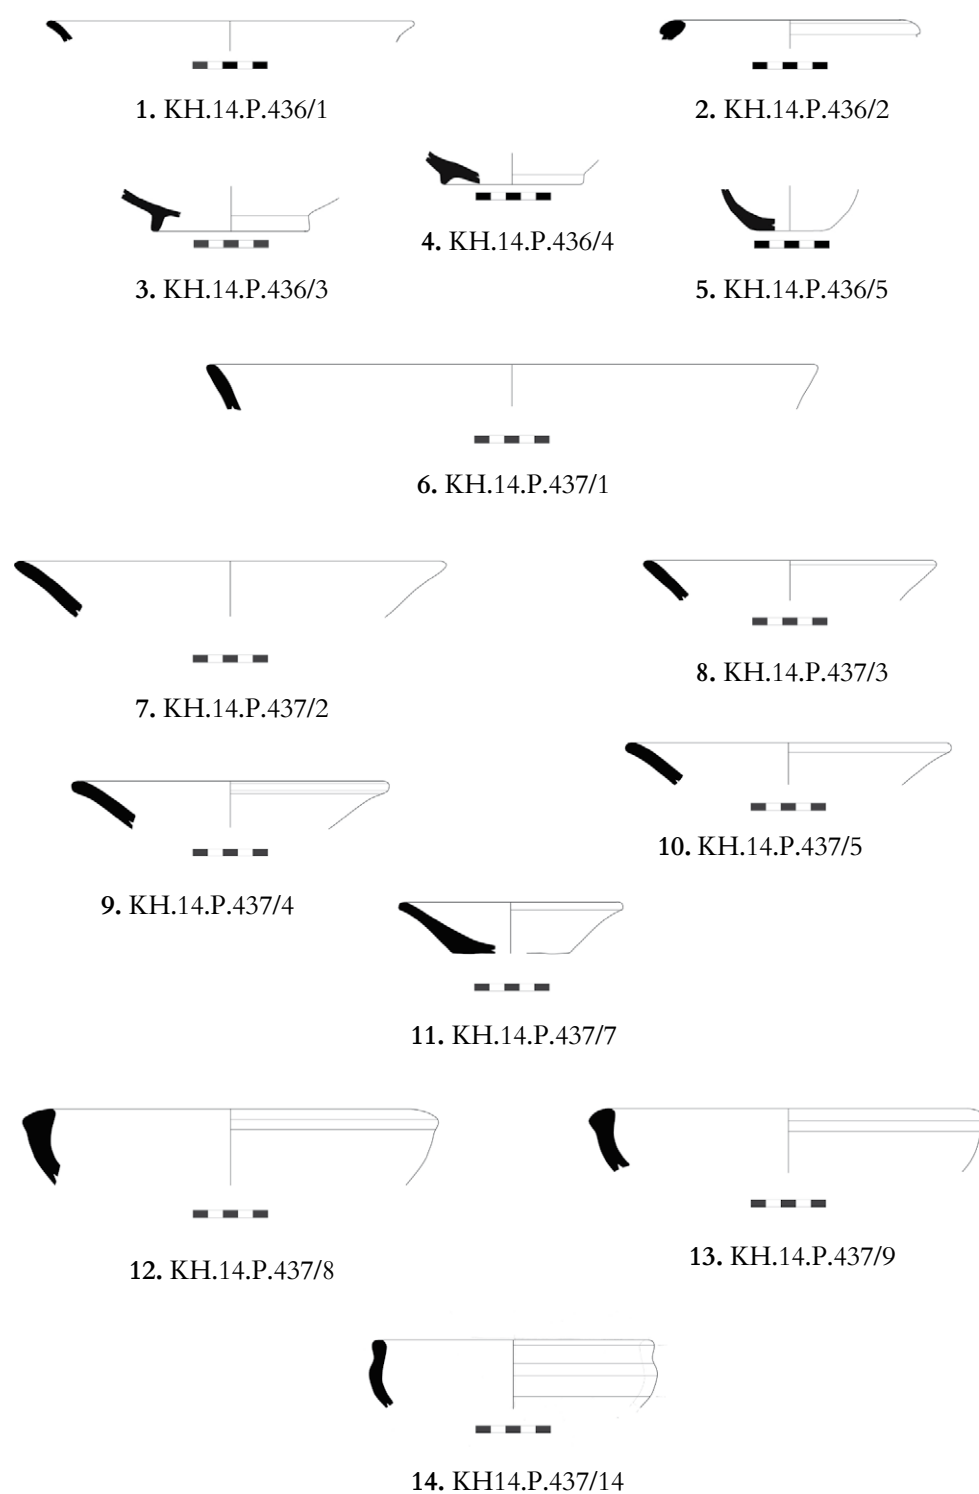 1. KH.14.P.436/1
2. KH.14.P.436/2
3. KH.14.P.436/3
4. KH.14.P.436/4
5. KH.14.P.436/5
6. KH.14.P.437/1
7. KH.14.P.437/2
8. KH.14.P.437/3
9. KH.14.P.437/4
10. KH.14.P.437/5
11. KH.14.P.437/7
12. KH.14.P.437/8
13. KH.14.P.437/9
14. KH14.P.437/14